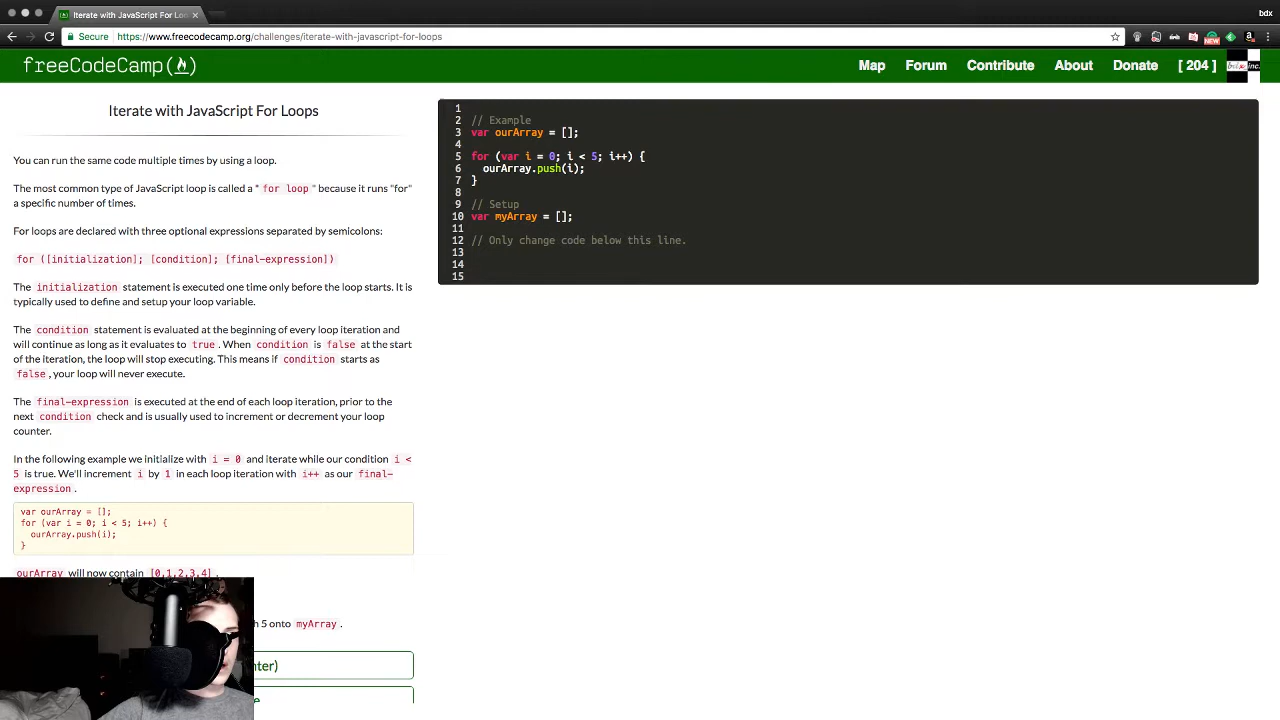 Iterate with JavaScript For Loo
bdx
Secure https://www.freecodecamp.org/challenges/iterate-with-javascript-for-loops
NEW
freeCodeCamp(🔥) Map Forum Contribute About Donate [ 204 ]
Iterate with JavaScript For Loops
You can run the same code multiple times by using a loop.
The most common type of JavaScript loop is called a " for loop " because it runs "for"
a specific number of times.
For loops are declared with three optional expressions separated by semicolons:
for ([initialization]; [condition]; [final-expression])
The initialization statement is executed one time only before the loop starts. It is
typically used to define and setup your loop variable.
The condition statement is evaluated at the beginning of every loop iteration and
will continue as long as it evaluates to true . When condition is false at the start
of the iteration, the loop will stop executing. This means if condition starts as
false , your loop will never execute.
The final-expression is executed at the end of each loop iteration, prior to the
next condition check and is usually used to increment or decrement your loop
counter.
In the following example we initialize with i = 0 and iterate while our condition i <
5 is true. We'll increment i by 1 in each loop iteration with i++ as our final-
expression .
var ourArray = [];
for (var i = 0; i < 5; i++) {
ourArray.push(i);
}
ourArray will now contain [0,1,2,3,4] .
h 5 onto myArray .
nter)
1
2 // Example
3 var ourArray = [];
4
5 for (var i = 0; i < 5; i++) {
6 ourArray.push(i);
7 }
8
9 // Setup
10 var myArray = [];
11
12 // Only change code below this line.
13
14
15